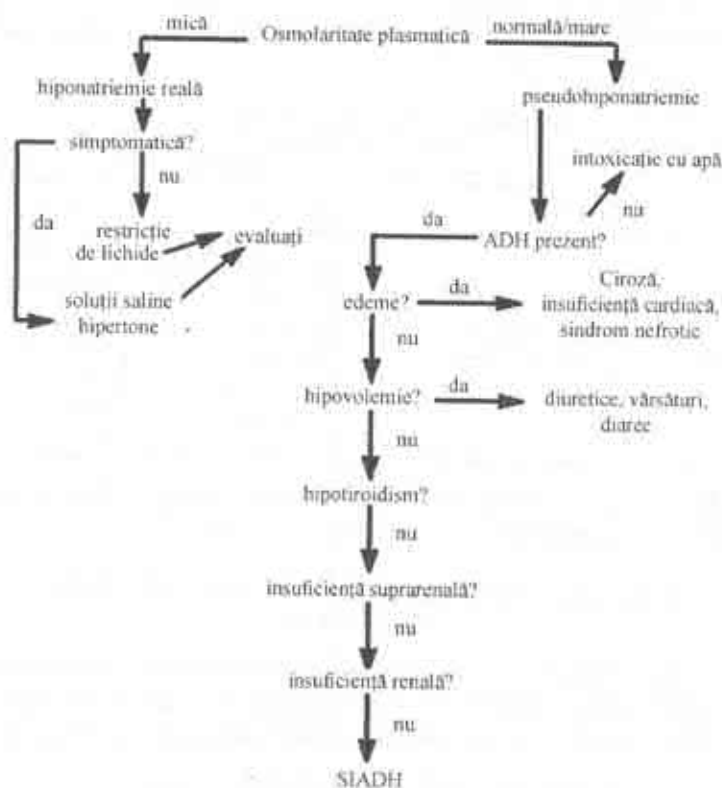 mică
Osmolaritate plasmatică
normală/mare
hiponatriemie reală
pseudohiponatriemie
simptomatică?
intoxicație cu apă
nu
nu
da
restricție
de lichide
evaluați
da
ADH prezent?
soluții saline
hipertone
edeme?
da
Ciroză,
insuficiență cardiacă,
sindrom nefrotic
nu
hipovolemie?
da
diuretice, vărsături,
diaree
nu
hipotiroidism?
nu
insuficiență suprarenală?
nu
insuficiență renală?
nu
SIADH